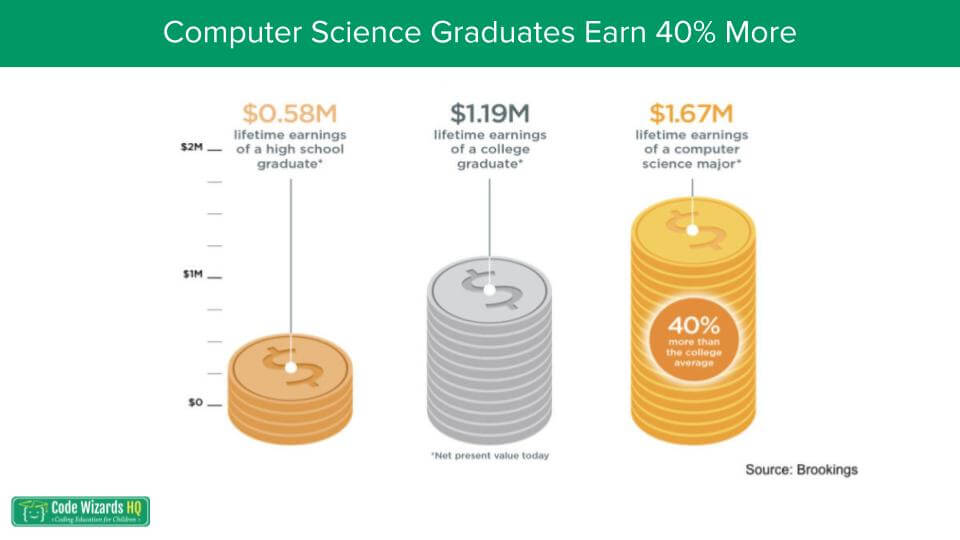 Computer Science Graduates Earn 40% More
$0.58M
lifetime earnings
of a high school
graduate*
$1.19M
lifetime earnings
of a college
graduate*
$1.67M
lifetime earnings
of a computer
science major*
$2M
$1M
$0
40%
more than
the college
average
*Net present value today
Source: Brookings
Code Wizards HQ
Coding Education for Children